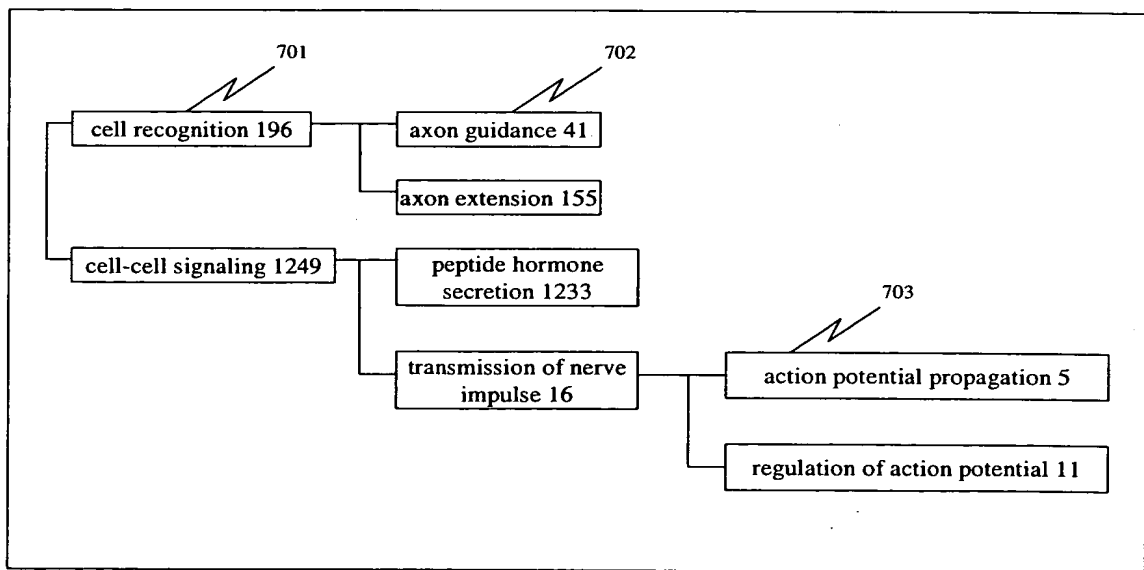 701
702
cell recognition 196
axon guidance 41
axon extension 155
cell-cell signaling 1249
peptide hormone
secretion 1233
703
transmission of nerve
impulse 16
action potential propagation 5
regulation of action potential 11